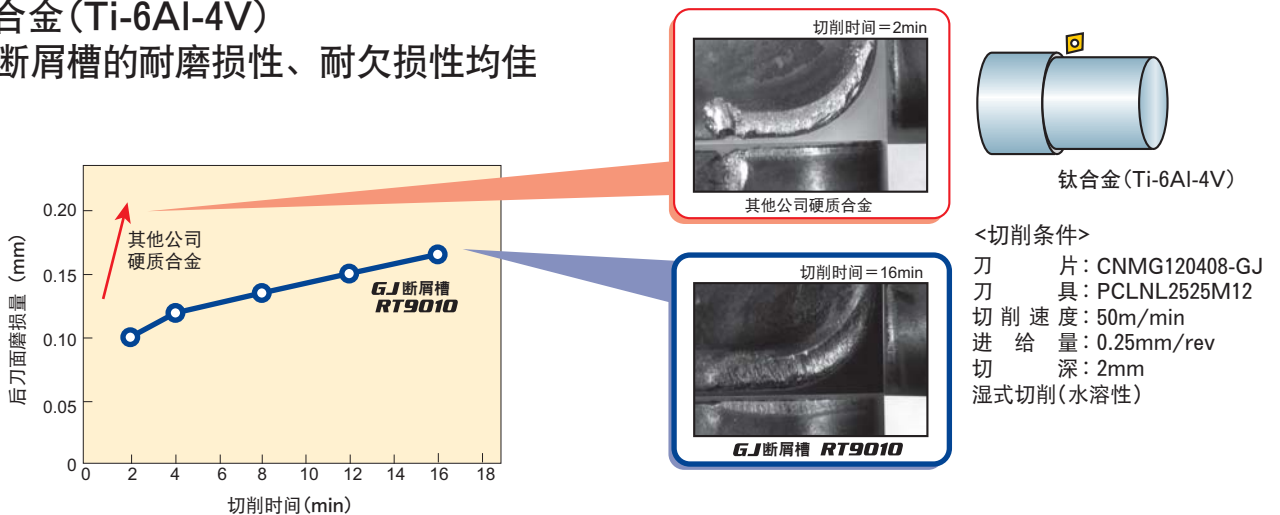 合金(Ti-6Al-4V)
断屑槽的耐磨损性、耐欠损性均佳
后刀面磨损量 (mm)
0.20
0.15
0.10
0.05
0
0 2 4 6 8 10 12 14 16 18
切削时间(min)
其他公司
硬质合金
GJ断屑槽
RT9010
切削时间=2min
其他公司硬质合金
切削时间=16min
GJ断屑槽 RT9010
钛合金(Ti-6Al-4V)
<切削条件>
刀 片:CNMG120408-GJ
刀 具:PCLNL2525M12
切削速度:50m/min
进给量:0.25mm/rev
切 深:2mm
湿式切削(水溶性)